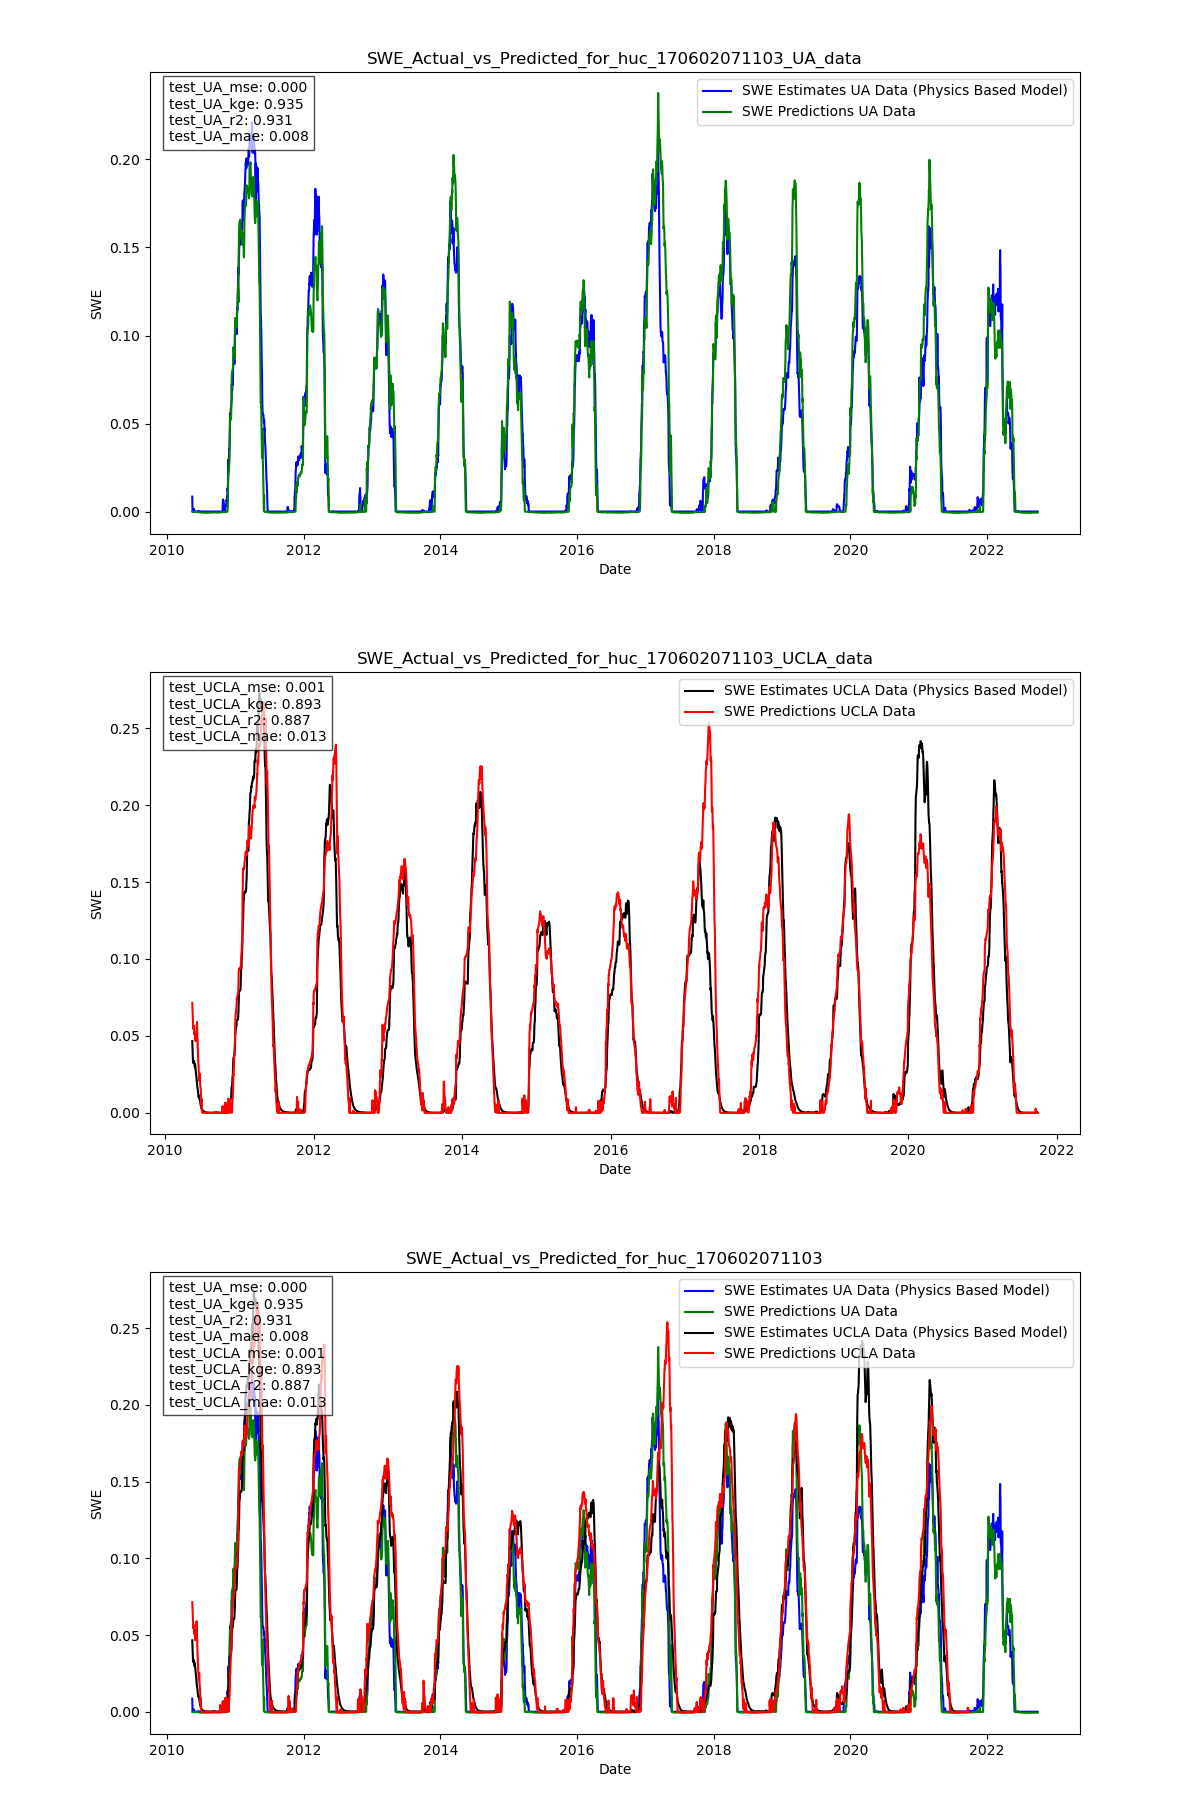 SWE_Actual_vs_Predicted_for_huc_170602071103_UA_data
test_UA_mse: 0.000
test_UA_kge: 0.935
test_UA_r2: 0.931
test_UA_mae: 0.008
SWE Estimates UA Data (Physics Based Model)
SWE Predictions UA Data
0.20
0.15
0.10
0.05
0.00
SWE
2010 2012 2014 2016 2018 2020 2022
Date
SWE_Actual_vs_Predicted_for_huc_170602071103_UCLA_data
test_UCLA_mse: 0.001
test_UCLA_kge: 0.893
test_UCLA_r2: 0.887
test_UCLA_mae: 0.013
SWE Estimates UCLA Data (Physics Based Model)
SWE Predictions UCLA Data
0.25
0.20
0.15
0.10
0.05
0.00
SWE
2010 2012 2014 2016 2018 2020 2022
Date
SWE_Actual_vs_Predicted_for_huc_170602071103
test_UA_mse: 0.000
test_UA_kge: 0.935
test_UA_r2: 0.931
test_UA_mae: 0.008
test_UCLA_mse: 0.001
test_UCLA_kge: 0.893
test_UCLA_r2: 0.887
test_UCLA_mae: 0.013
SWE Estimates UA Data (Physics Based Model)
SWE Predictions UA Data
SWE Estimates UCLA Data (Physics Based Model)
SWE Predictions UCLA Data
0.25
0.20
0.15
0.10
0.05
0.00
SWE
2010 2012 2014 2016 2018 2020 2022
Date